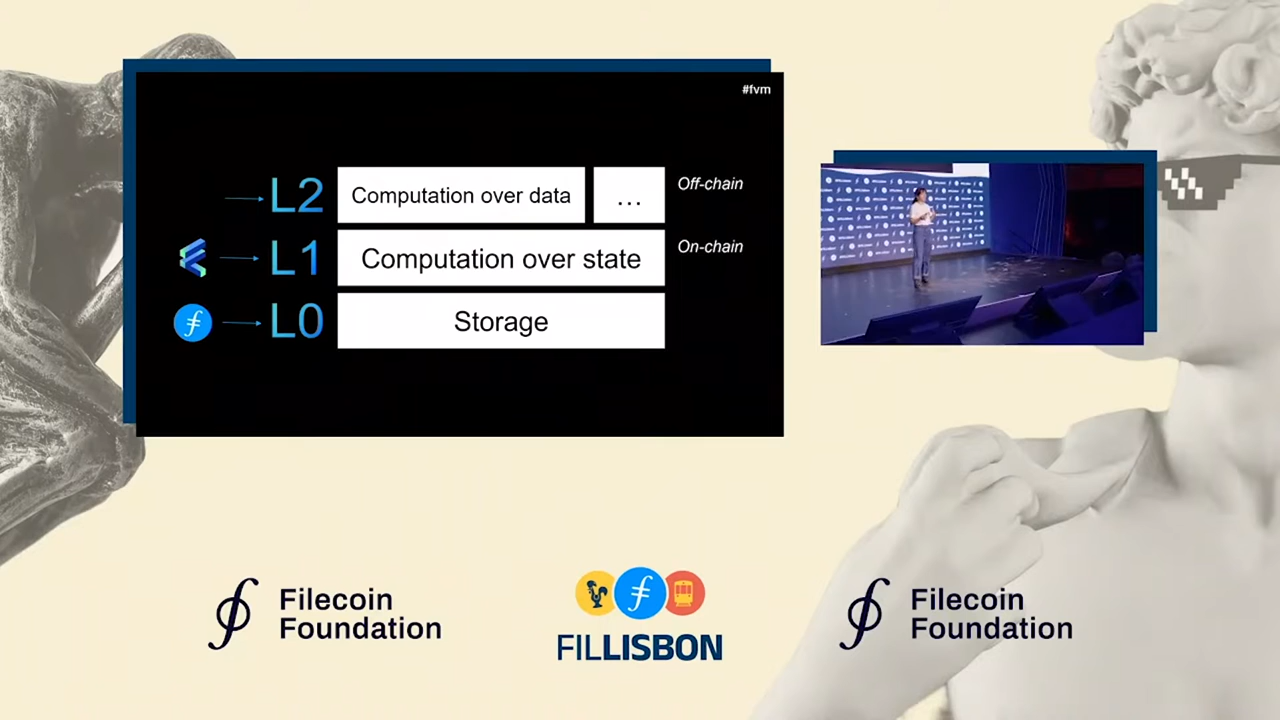 #fvm
L2 Computation over data ... Off-chain
L1 Computation over state On-chain
L0 Storage
Filecoin
Foundation
FILLISBON
Filecoin
Foundation